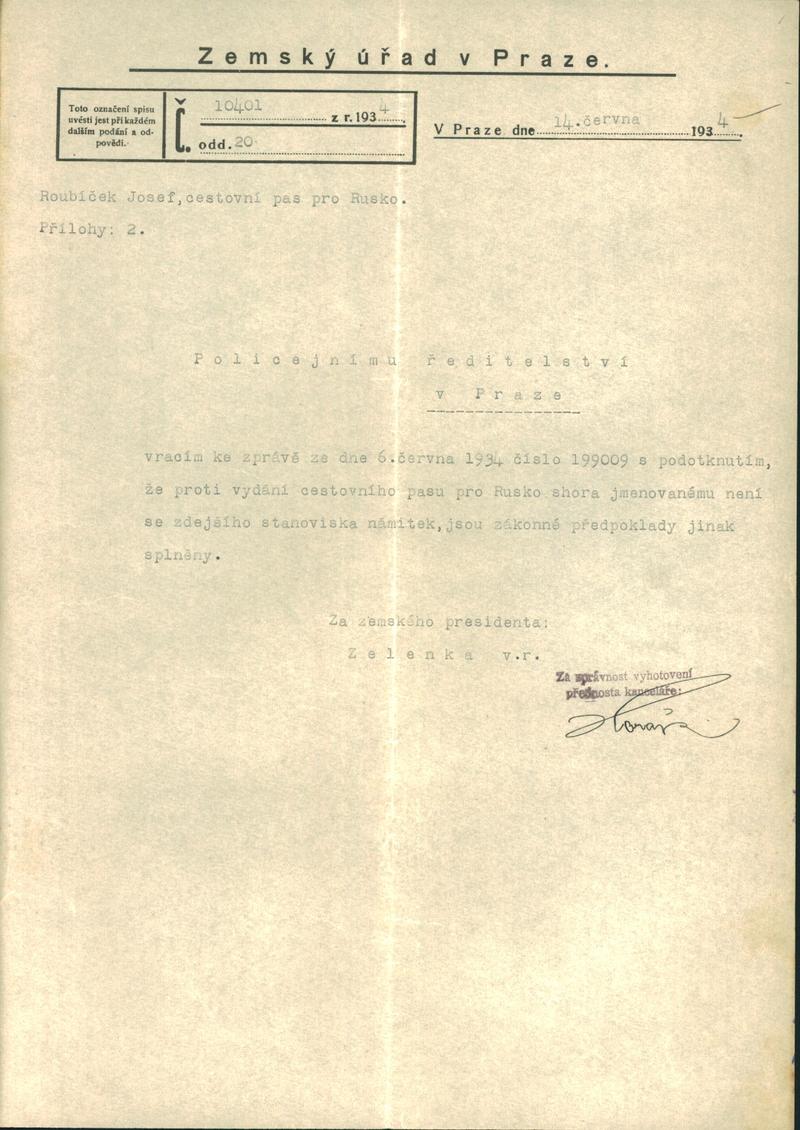 Zemský úřad v Praze.
Toto označení spisu
uvésti jest při každém
dalším podání a od-
povědi.
Č. 10401 z r. 1934
odd. 20
V Praze dne 14.června 1934.
Roubíček Josef,cestovní pas pro Rusko.
Přílohy: 2.
Policejnímu ředitelství
v Praze
vracím ke zprávě ze dne 6.června 1934 číslo 199009 s podotknutím,
že proti vydání cestovního pasu pro Rusko shora jmenovanému není
se zdejšího stanoviska námitek,jsou zákonné předpoklady jinak
splněny.
Za zemského presidenta:
Zelenka v.r.
Za správnost vyhotovení
přednosta kanceláře: